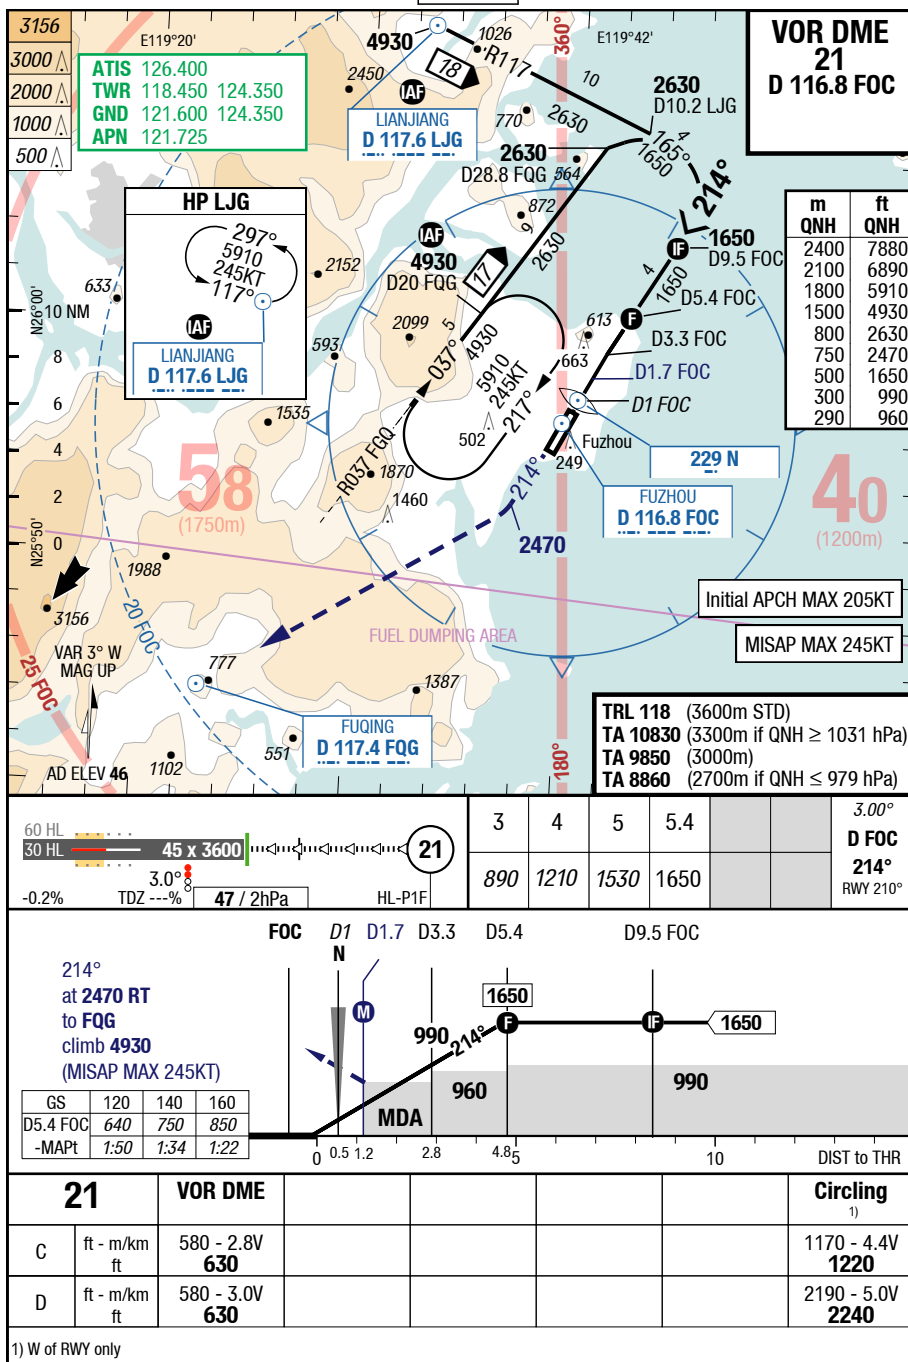 3156
3000
2000
1000
500
E119°20'
ATIS 126.400
TWR 118.450 124.350
GND 121.600 124.350
APN 121.725
4930
1026
18
R117
10
2630
360°
E119°42'
VOR DME
21
D 116.8 FOC
2450
IAF
LIANJIANG
D 117.6 LJG
770
2630
D10.2 LJG
4
165°
1650
2630
D28.8 FQG
564
214°
HP LJG
297°
5910
245KT
117°
IAF
LIANJIANG
D 117.6 LJG
872
9
2630
IAF
4930
D20 FQG
17
IF
1650
D9.5 FOC
4
1650
F
D5.4 FOC
D3.3 FOC
D1.7 FOC
D1 FOC
m ft
QNH QNH
2400 7880
2100 6890
1800 5910
1500 4930
800 2630
750 2470
500 1650
300 990
290 960
633
N26°00'
10 NM
8
6
4
2
0
N25°50'
2152
2099
593
5
037°
4930
5910
245KT
217°
613
663
502
1535
R037 FGQ
1870
1460
214°
Fuzhou
249
229 N
FUZHOU
D 116.8 FOC
58
(1750m)
40
(1200m)
2470
1988
3156
20 FOC
25 FOC
VAR 3° W
MAG UP
AD ELEV 46
FUEL DUMPING AREA
777
1387
FUQING
D 117.4 FQG
551
1102
180°
Initial APCH MAX 205KT
MISAP MAX 245KT
TRL 118 (3600m STD)
TA 10830 (3300m if QNH ≥ 1031 hPa)
TA 9850 (3000m)
TA 8860 (2700m if QNH ≤ 979 hPa)
60 HL
30 HL
45 x 3600
21
3.0°
-0.2%
TDZ ---%
47 / 2hPa
HL-P1F
3 4 5 5.4
890 1210 1530 1650
3.00°
D FOC
214°
RWY 210°
FOC D1 D1.7 D3.3 D5.4 D9.5 FOC
N
214°
at 2470 RT
to FQG
climb 4930
(MISAP MAX 245KT)
M
990
214°
1650
F
IF
1650
MDA
960
990
GS 120 140 160
D5.4 FOC 640 750 850
-MAPt 1:50 1:34 1:22
0 0.5 1.2 2.8 4.8 5 10 DIST to THR
21 VOR DME Circling
1)
C ft - m/km 580 - 2.8V 1170 - 4.4V
ft 630 1220
D ft - m/km 580 - 3.0V 2190 - 5.0V
ft 630 2240
1) W of RWY only